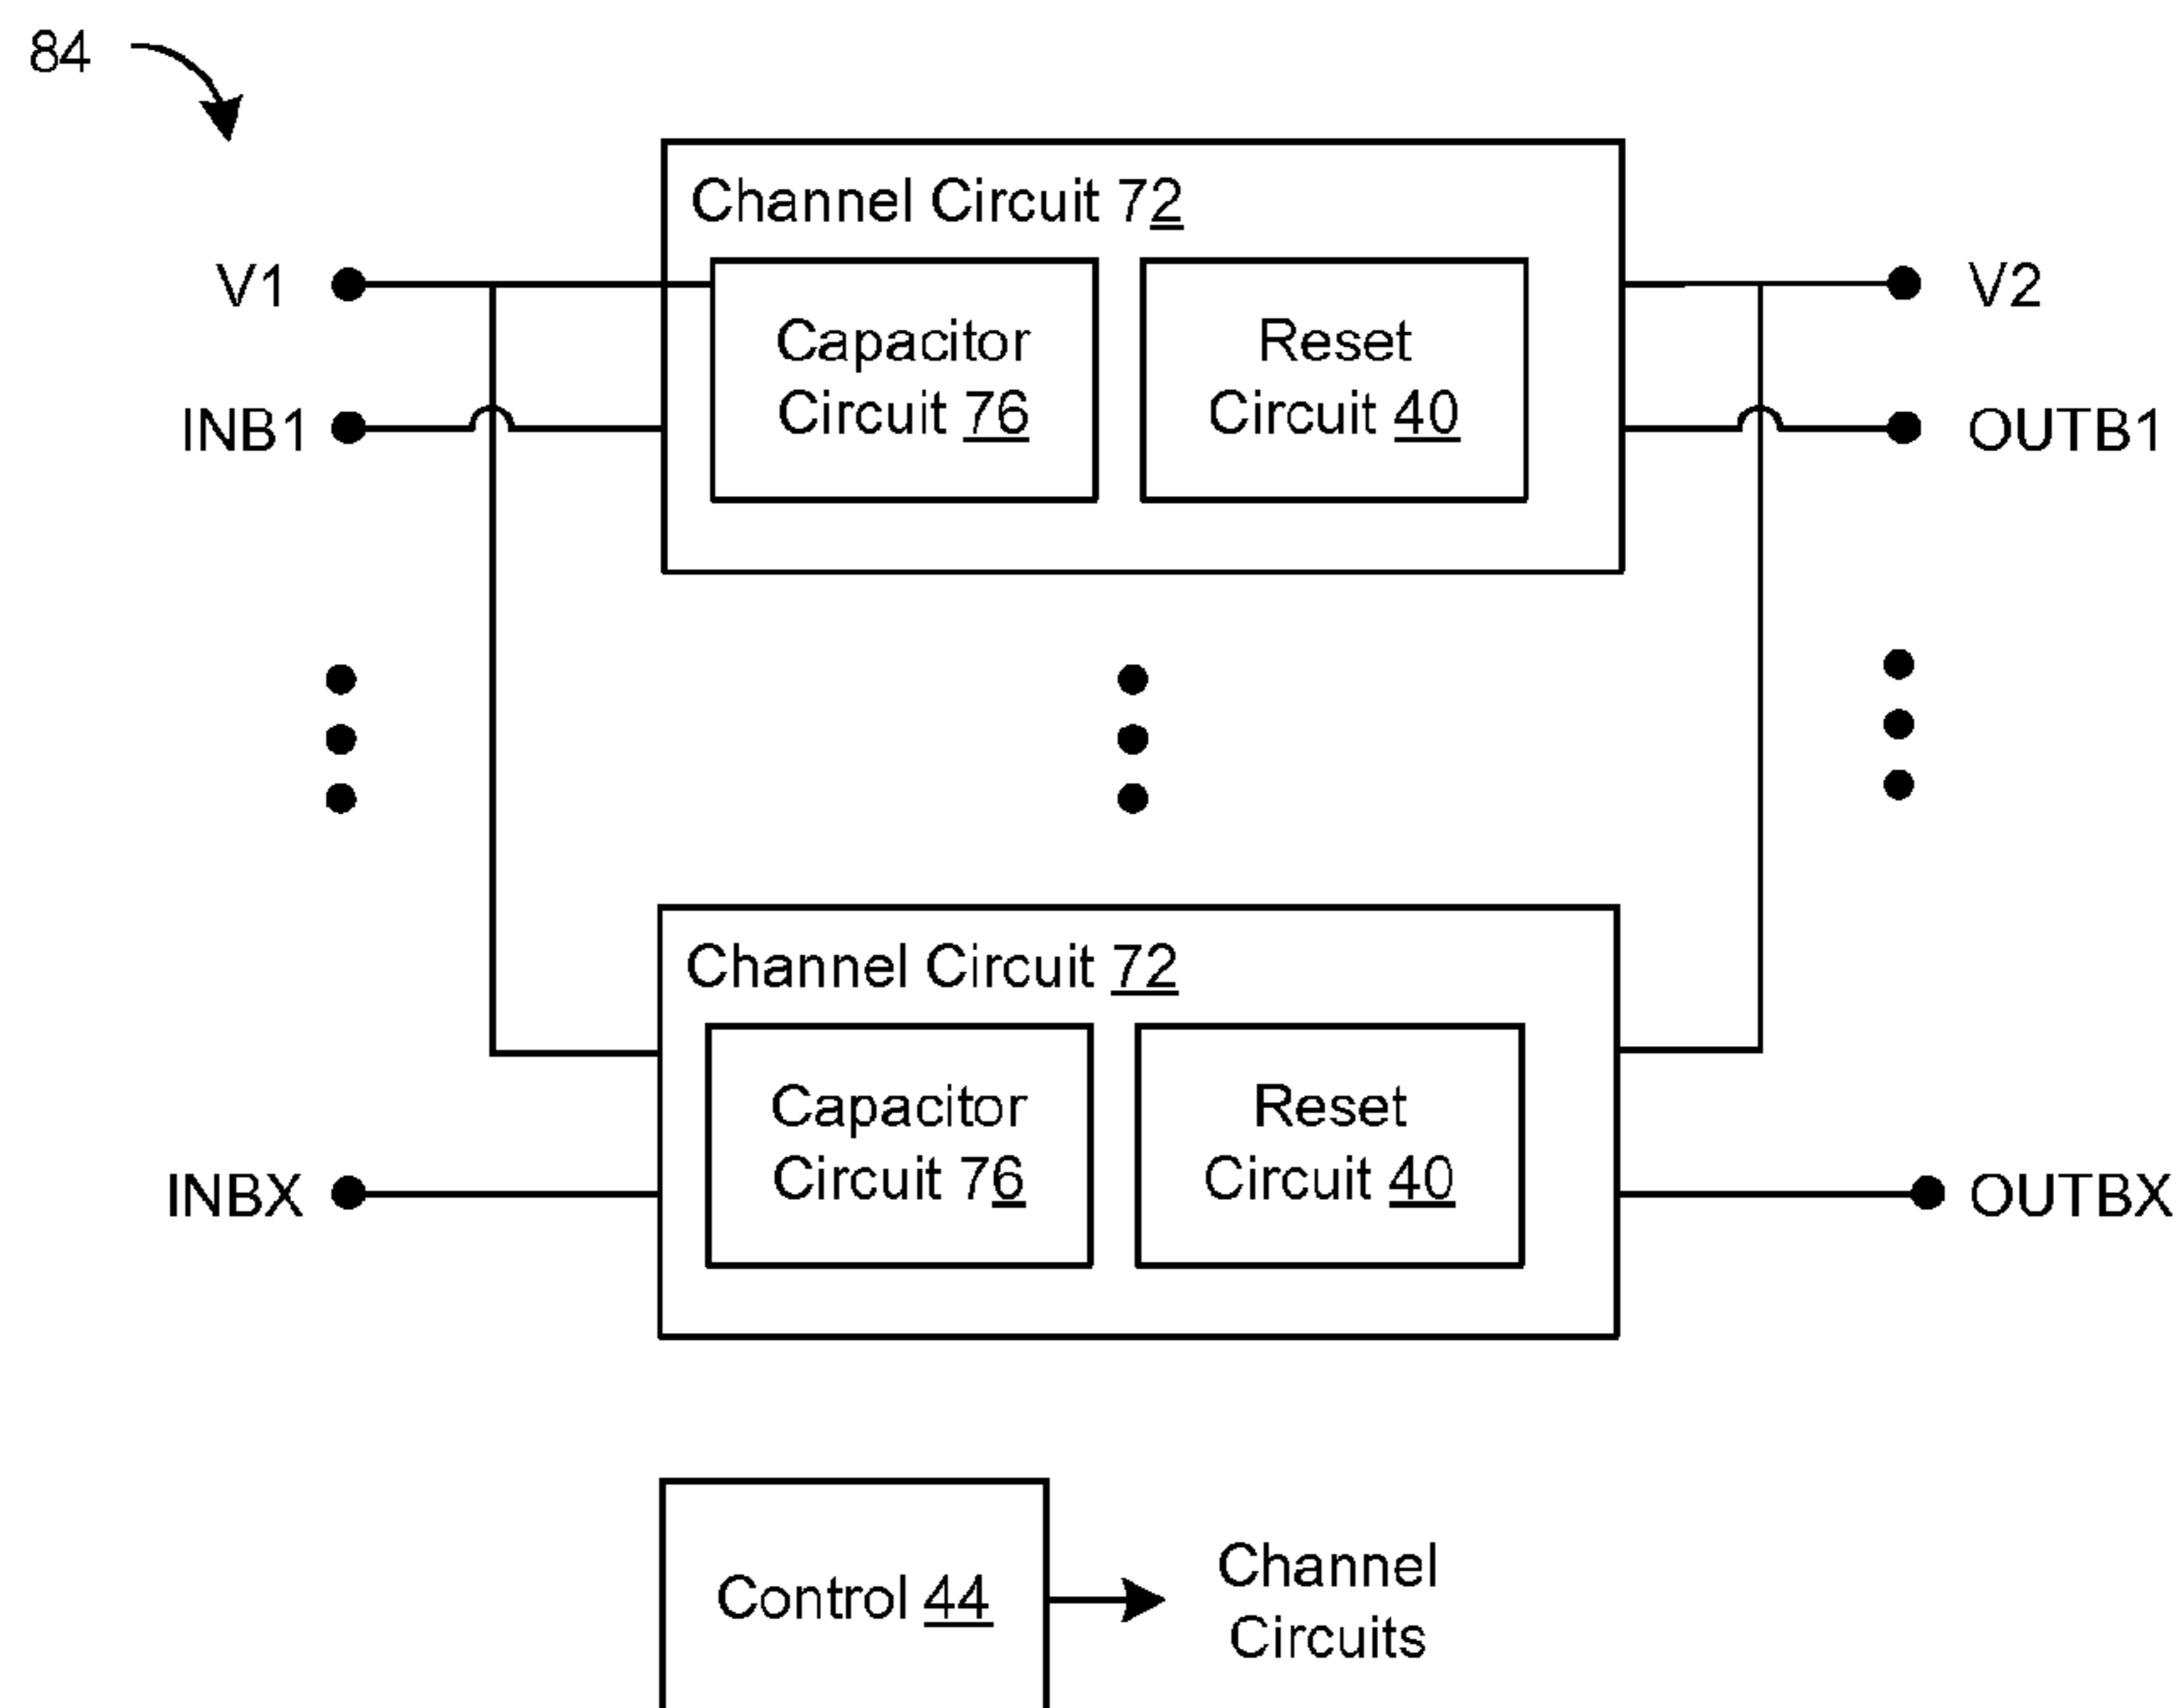 84
Channel Circuit 72
V1
Capacitor
Circuit 76
Reset
Circuit 40
V2
INB1
OUTB1
Channel Circuit 72
Capacitor
Circuit 76
Reset
Circuit 40
INBX
OUTBX
Control 44
Channel
Circuits